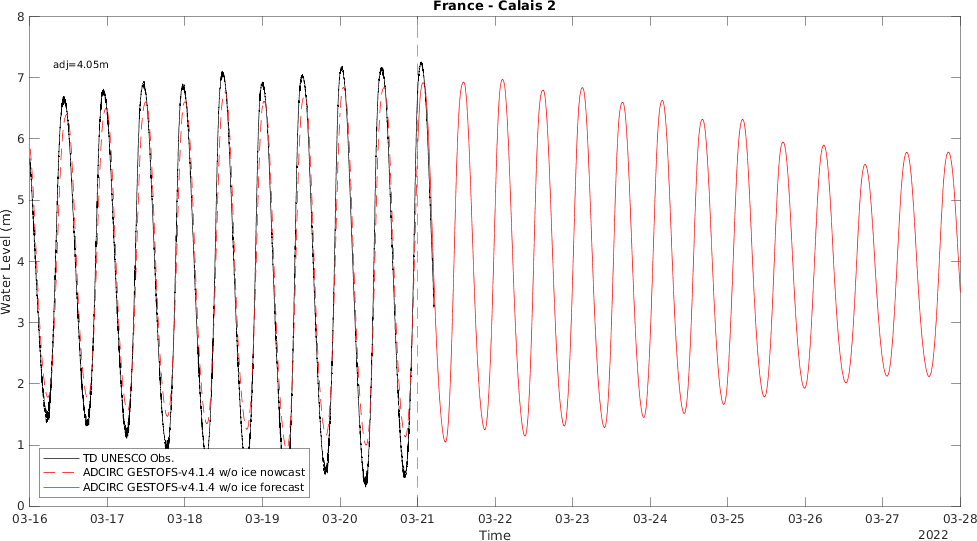 France - Calais 2
8
7
6
5
4
3
2
1
0
Water Level (m)
adj=4.05m
TD UNESCO Obs.
ADCIRC GESTOFS-v4.1.4 w/o ice nowcast
ADCIRC GESTOFS-v4.1.4 w/o ice forecast
03-16 03-17 03-18 03-19 03-20 03-21 03-22 03-23 03-24 03-25 03-26 03-27 03-28
Time
2022